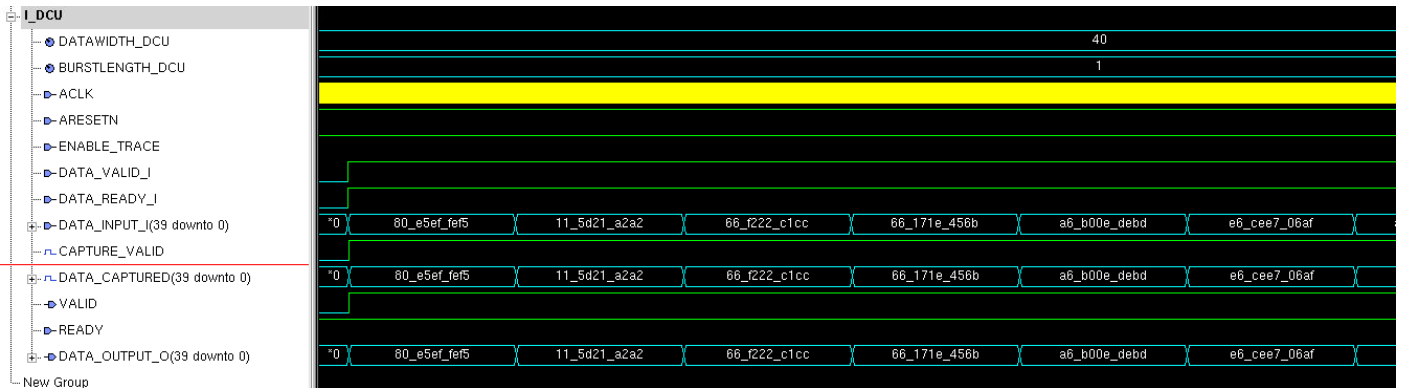 I_DCU
DATAWIDTH_DCU 40
BURSTLENGTH_DCU 1
ACLK
ARESETN
ENABLE_TRACE
DATA_VALID_I
DATA_READY_I
DATA_INPUT_I(39 downto 0) *0 80_e5ef_fef5 11_5d21_a2a2 66_f222_c1cc 66_171e_456b a6_b00e_debd e6_cee7_06af
CAPTURE_VALID
DATA_CAPTURED(39 downto 0) *0 80_e5ef_fef5 11_5d21_a2a2 66_f222_c1cc 66_171e_456b a6_b00e_debd e6_cee7_06af
VALID
READY
DATA_OUTPUT_O(39 downto 0) *0 80_e5ef_fef5 11_5d21_a2a2 66_f222_c1cc 66_171e_456b a6_b00e_debd e6_cee7_06af
New Group